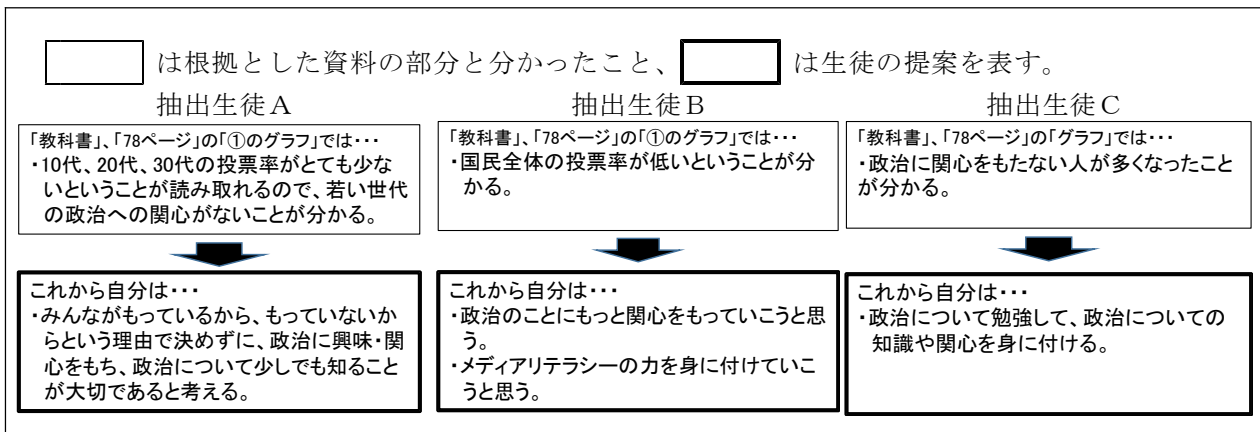 は根拠とした資料の部分と分かったこと、 は生徒の提案を表す。
抽出生徒A
「教科書」、「78ページ」の「①のグラフ」では・・・
・10代、20代、30代の投票率がとても少な
いということが読み取れるので、若い世代
の政治への関心がないことが分かる。
これから自分は・・・
・みんながもっているから、もっていないか
らという理由で決めずに、政治に興味・関
心をもち、政治について少しでも知ること
が大切であると考える。
抽出生徒B
「教科書」、「78ページ」の「①のグラフ」では・・・
・国民全体の投票率が低いということが分
かる。
これから自分は・・・
・政治のことにもっと関心をもっていこうと思
う。
・メディアリテラシーの力を身に付けていこ
うと思う。
抽出生徒C
「教科書」、「78ページ」の「グラフ」では・・・
・政治に関心をもたない人が多くなったこと
が分かる。
これから自分は・・・
・政治について勉強して、政治についての
知識や関心を身に付ける。